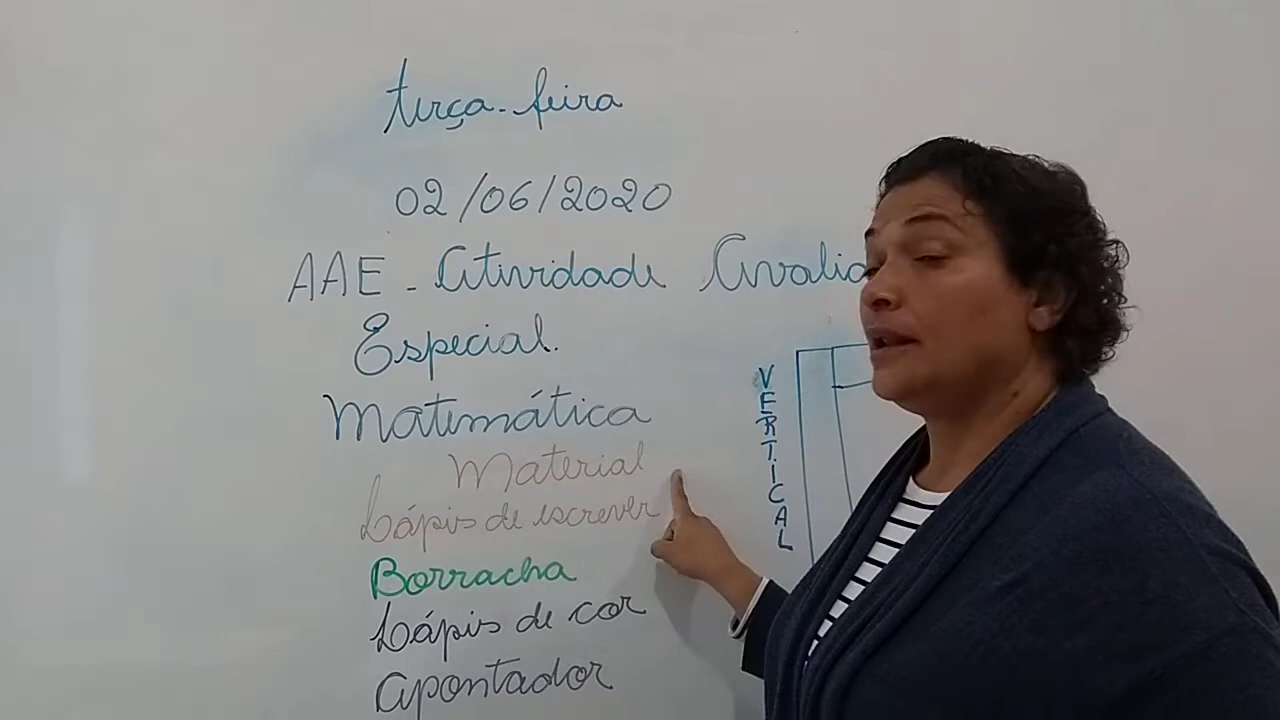 terça-feira
02/06/2020
AAE - Atividade Avalia
Especial.
Matemática
Material
Lápis de escrever
Borracha
Lápis de cor
Apontador
VERTICAL